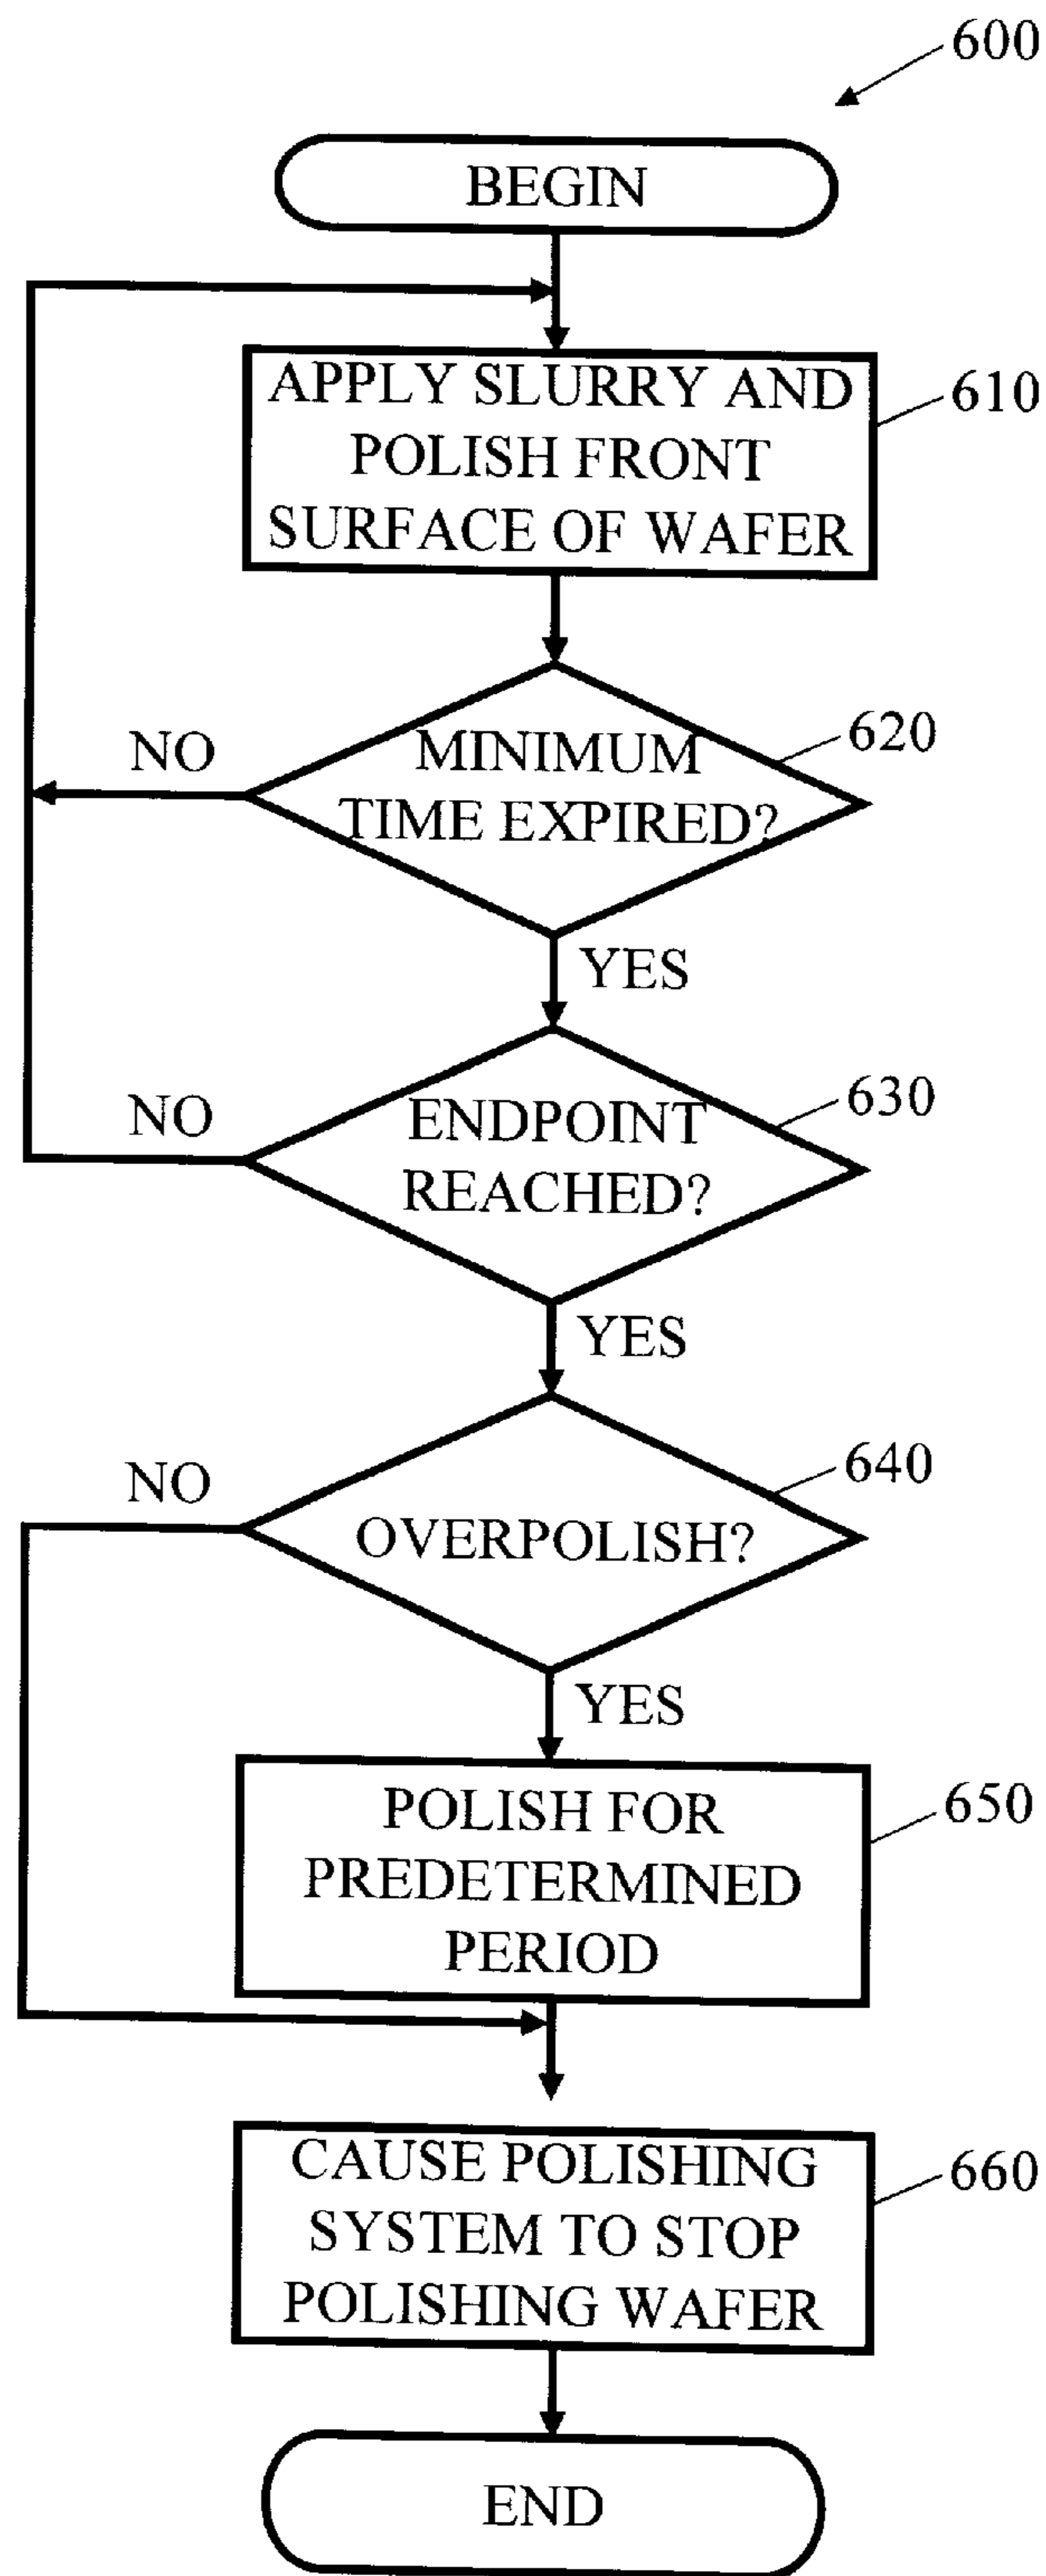 600
BEGIN
APPLY SLURRY AND
POLISH FRONT
SURFACE OF WAFER
610
MINIMUM
TIME EXPIRED?
620
NO
YES
ENDPOINT
REACHED?
630
NO
YES
OVERPOLISH?
640
NO
YES
POLISH FOR
PREDETERMINED
PERIOD
650
CAUSE POLISHING
SYSTEM TO STOP
POLISHING WAFER
660
END